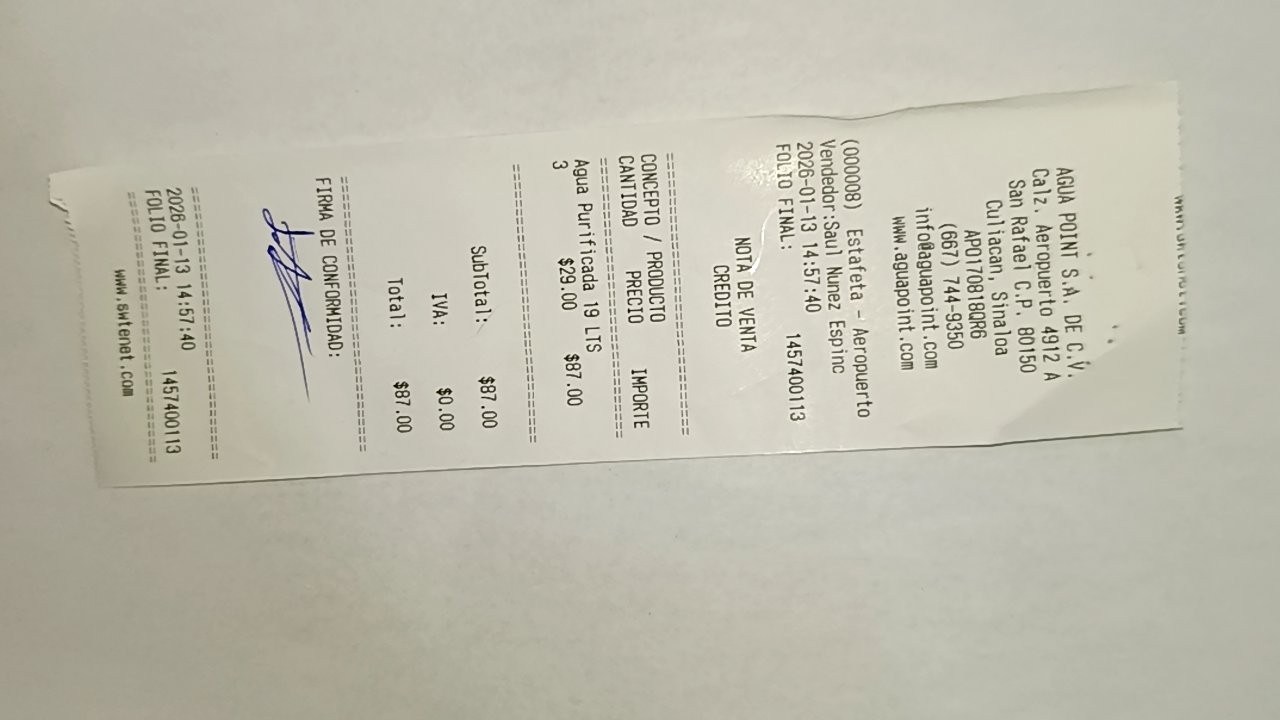 AGUA POINT S.A. DE C.V.
Calz. Aeropuerto 4912 A
San Rafael C.P. 80150
Culiacan, Sinaloa
APO170818QR6
(667) 744-9350
info@aguapoint.com
www.aguapoint.com
(000008) Estafeta - Aeropuerto
Vendedor:Saul Nunez Espinc
2026-01-13 14:57:40
FOLIO FINAL: 1457400113
NOTA DE VENTA
CREDITO
==============================
CONCEPTO / PRODUCTO
CANTIDAD PRECIO IMPORTE
==============================
Agua Purificada 19 LTS
3 $29.00 $87.00
==============================
SubTotal: $87.00
IVA: $0.00
Total: $87.00
==============================
FIRMA DE CONFORMIDAD:
==============================
2026-01-13 14:57:40
FOLIO FINAL: 1457400113
==============================
www.ewtenet.com